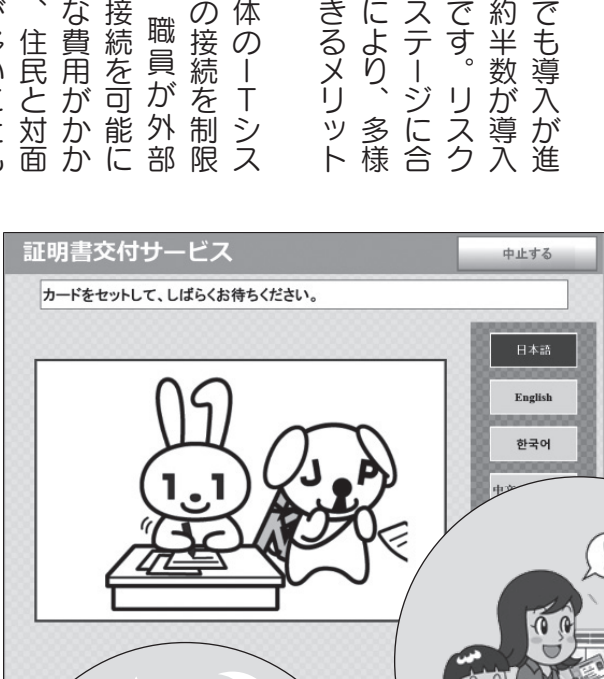 でも導入が進
約半数が導入
です。リスク
ステージに合
により、多様
きるメリット
体のITシス
の接続を制限
職員が外部
接続を可能に
な費用がかか
、住民と対面
証明書交付サービス
中止する
カードをセットして、しばらくお待ちください。
日本語
English
한국어
中文
1.1
JP